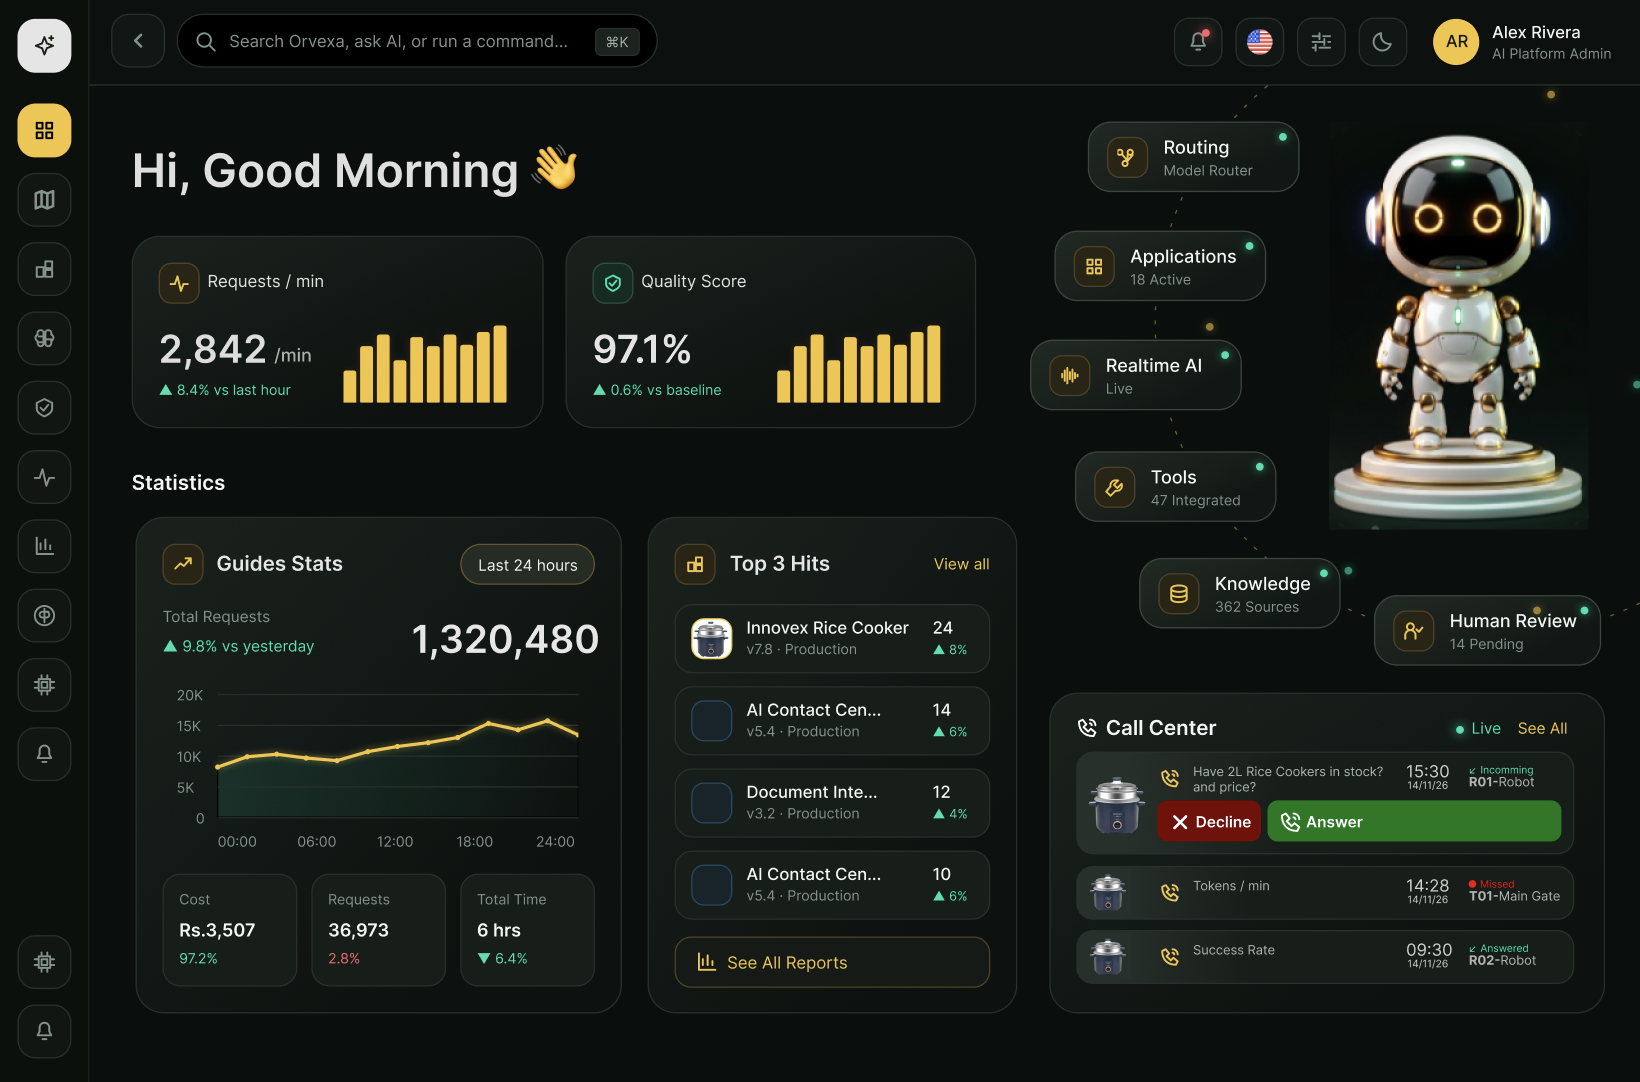 Search Orvexa, ask AI, or run a command...
⌘K
AR
Alex Rivera
AI Platform Admin
Hi, Good Morning 👋
Requests / min
2,842 /min
▲ 8.4% vs last hour
Quality Score
97.1%
▲ 0.6% vs baseline
Routing
Model Router
Applications
18 Active
Realtime AI
Live
Tools
47 Integrated
Knowledge
362 Sources
Human Review
14 Pending
Statistics
Guides Stats
Last 24 hours
Total Requests
▲ 9.8% vs yesterday
1,320,480
20K
15K
10K
5K
0
00:00 06:00 12:00 18:00 24:00
Cost
Rs.3,507
97.2%
Requests
36,973
2.8%
Total Time
6 hrs
▼ 6.4%
Top 3 Hits
View all
Innovex Rice Cooker 24
v7.8 · Production ▲ 8%
AI Contact Cen... 14
v5.4 · Production ▲ 6%
Document Inte... 12
v3.2 · Production ▲ 4%
AI Contact Cen... 10
v5.4 · Production ▲ 6%
See All Reports
Call Center
Live
See All
Have 2L Rice Cookers in stock?
and price?
15:30
14/11/26
↙ Incomming
R01-Robot
Decline
Answer
Tokens / min
14:28
14/11/26
Missed
T01-Main Gate
Success Rate
09:30
14/11/26
↙ Answered
R02-Robot